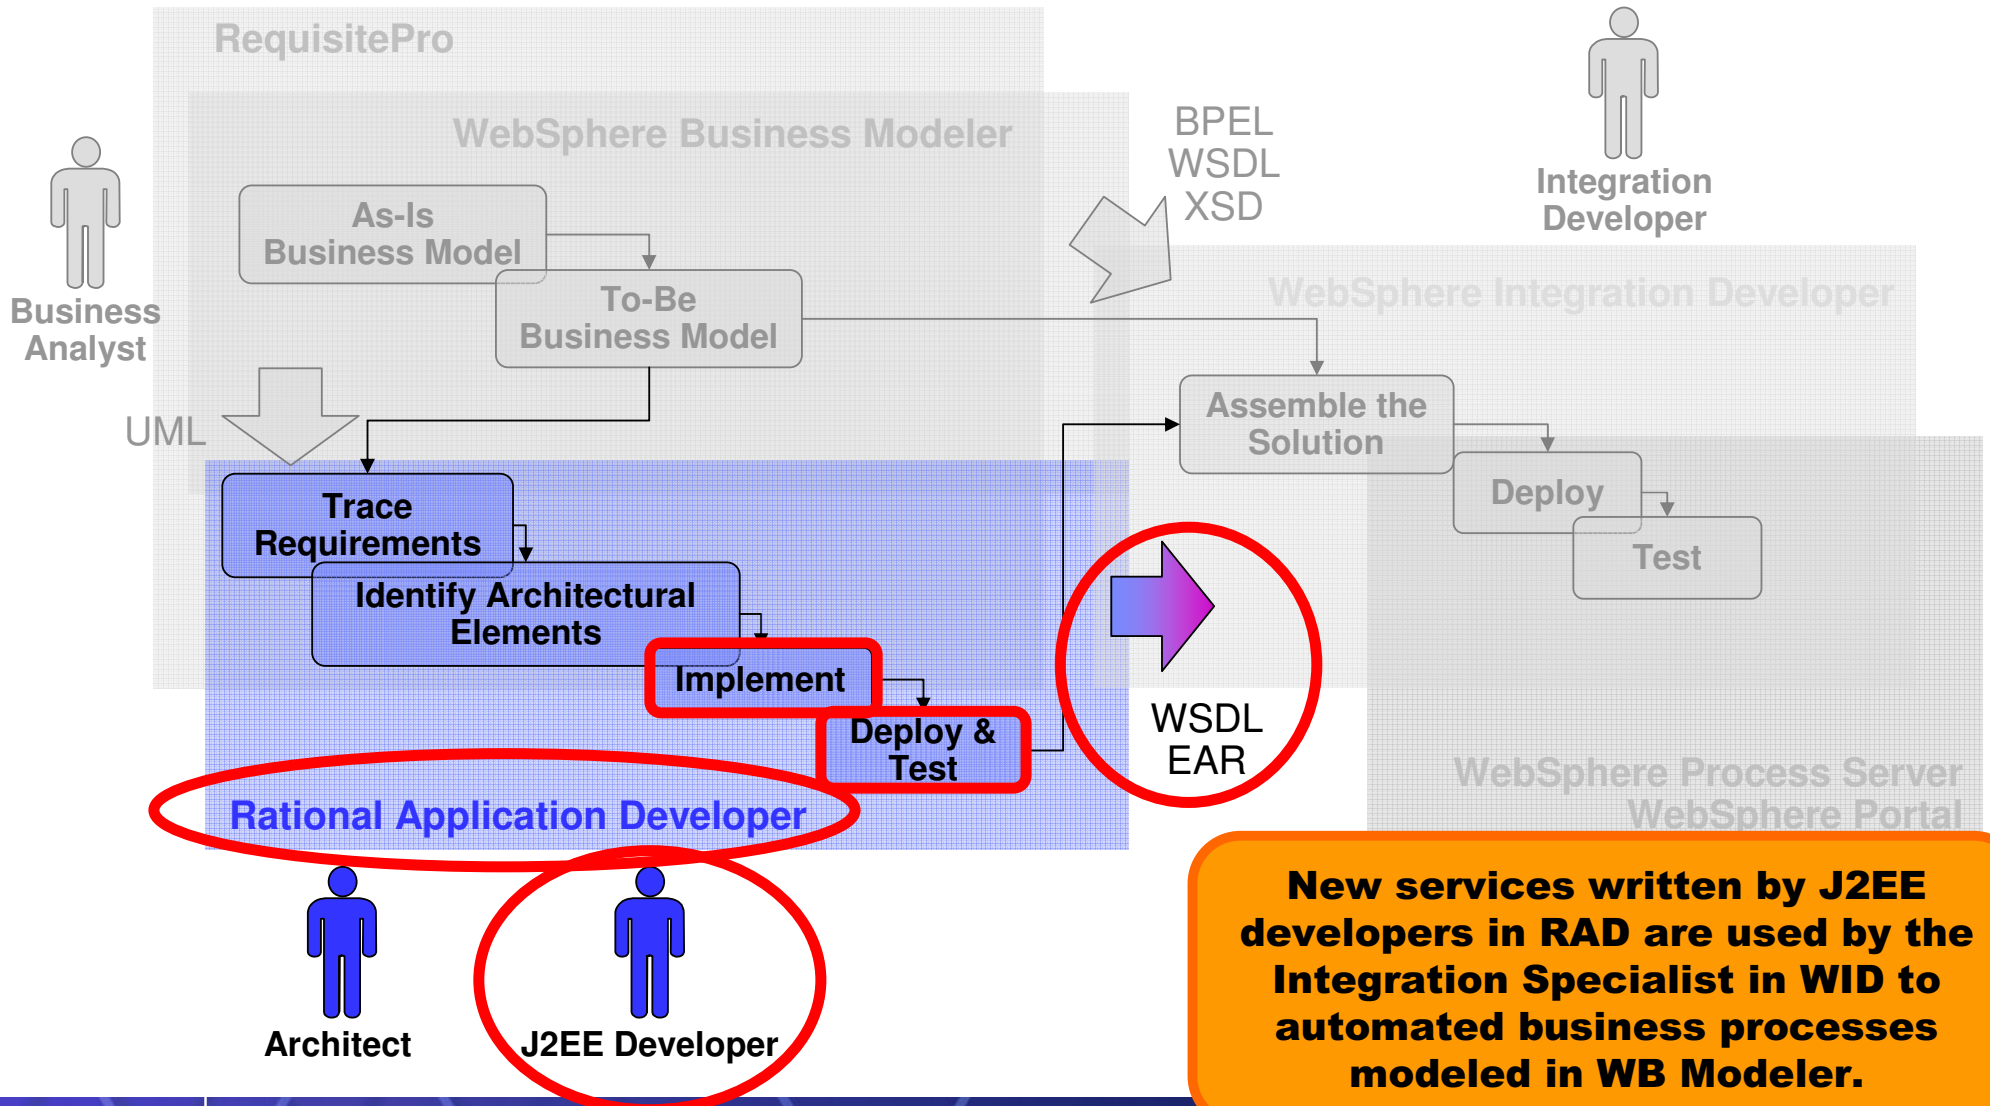 RequisitePro
WebSphere Business Modeler
BPEL
WSDL
XSD
Integration
Developer
As-Is
Business Model
To-Be
Business Model
Business
Analyst
WebSphere Integration Developer
UML
Assemble the
Solution
Deploy
Test
Trace
Requirements
Identify Architectural
Elements
Implement
Deploy &
Test
WSDL
EAR
WebSphere Process Server
WebSphere Portal
Rational Application Developer
Architect
J2EE Developer
New services written by J2EE
developers in RAD are used by the
Integration Specialist in WID to
automated business processes
modeled in WB Modeler.